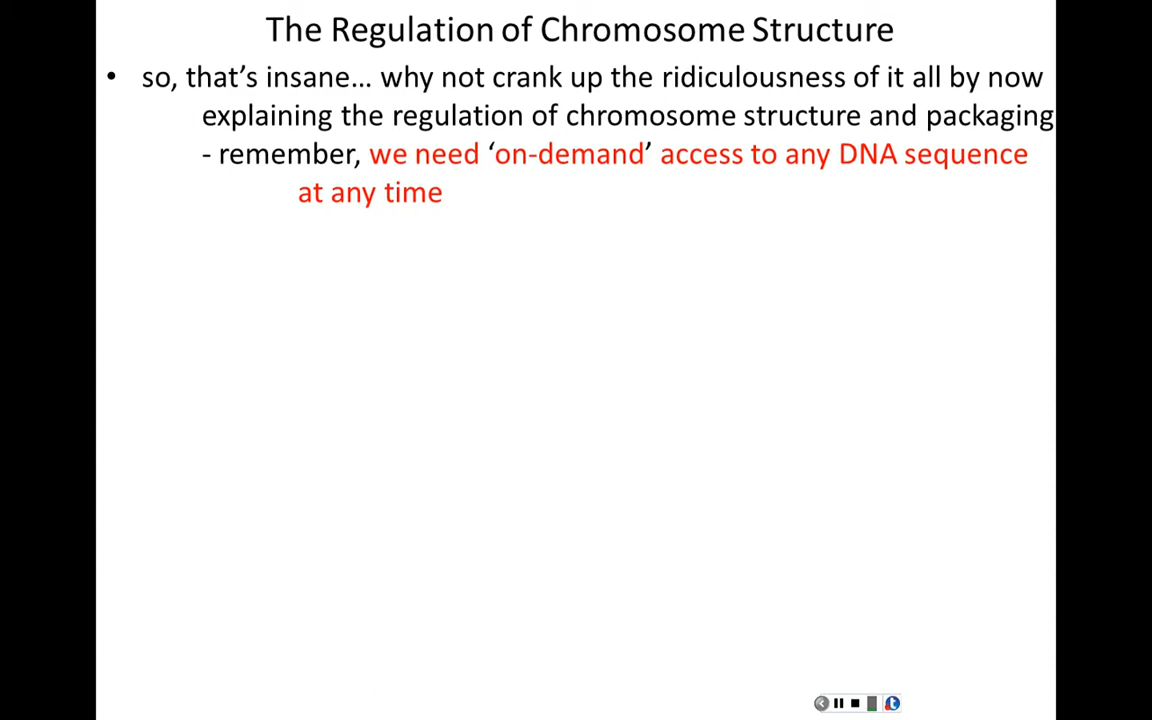 The Regulation of Chromosome Structure
• so, that's insane… why not crank up the ridiculousness of it all by now
explaining the regulation of chromosome structure and packaging
- remember, we need ‘on-demand’ access to any DNA sequence
at any time